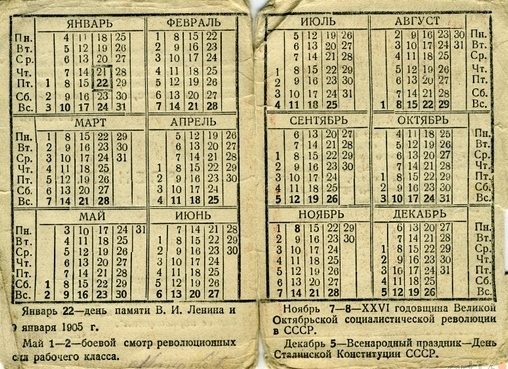 ЯНВАРЬ ФЕВРАЛЬ
Пн. 4 11 18 25 1 8 15 22
Вт. 5 12 19 26 2 9 16 23
Ср. 6 13 20 27 3 10 17 24
Чт. 7 14 21 28 4 11 18 25
Пт. 1 8 15 22 29 5 12 19 26
Сб. 2 9 16 23 30 6 13 20 27
Вс. 3 10 17 24 31 7 14 21 28
МАРТ АПРЕЛЬ
Пн. 1 8 15 22 29 5 12 19 26
Вт. 2 9 16 23 30 6 13 20 27
Ср. 3 10 17 24 31 7 14 21 28
Чт. 4 11 18 25 1 8 15 22 29
Пт. 5 12 19 26 2 9 16 23 30
Сб. 6 13 20 27 3 10 17 24
Вс. 7 14 21 28 4 11 18 25
МАЙ ИЮНЬ
Пн. 3 10 17 24 31 7 14 21 28
Вт. 4 11 18 25 1 8 15 22 29
Ср. 5 12 19 26 2 9 16 23 30
Чт. 6 13 20 27 3 10 17 24
Пт. 7 14 21 28 4 11 18 25
Сб. 1 8 15 22 29 5 12 19 26
Вс. 2 9 16 23 30 6 13 20 27
Январь 22—день памяти В. И. Ленина и
9 января 1905 г.
Май 1—2—боевой смотр революционных
сил рабочего класса.
ИЮЛЬ АВГУСТ
Пн. 5 12 19 26 2 9 16 23 30
Вт. 6 13 20 27 3 10 17 24 31
Ср. 7 14 21 28 4 11 18 25
Чт. 1 8 15 22 29 5 12 19 26
Пт. 2 9 16 23 30 6 13 20 27
Сб. 3 10 17 24 31 7 14 21 28
Вс. 4 11 18 25 1 8 15 22 29
СЕНТЯБРЬ ОКТЯБРЬ
Пн. 6 13 20 27 4 11 18 25
Вт. 7 14 21 28 5 12 19 26
Ср. 1 8 15 22 29 6 13 20 27
Чт. 2 9 16 23 30 7 14 21 28
Пт. 3 10 17 24 1 8 15 22 29
Сб. 4 11 18 25 2 9 16 23 30
Вс. 5 12 19 26 3 10 17 24 31
НОЯБРЬ ДЕКАБРЬ
Пн. 1 8 15 22 29 6 13 20 27
Вт. 2 9 16 23 30 7 14 21 28
Ср. 3 10 17 24 1 8 15 22 29
Чт. 4 11 18 25 2 9 16 23 30
Пт. 5 12 19 26 3 10 17 24 31
Сб. 6 13 20 27 4 11 18 25
Вс. 7 14 21 28 5 12 19 26
Ноябрь 7—8—XXVI годовщина Великой
Октябрьской социалистической революции
в СССР.
Декабрь 5—Всенародный праздник—День
Сталинской Конституции СССР.